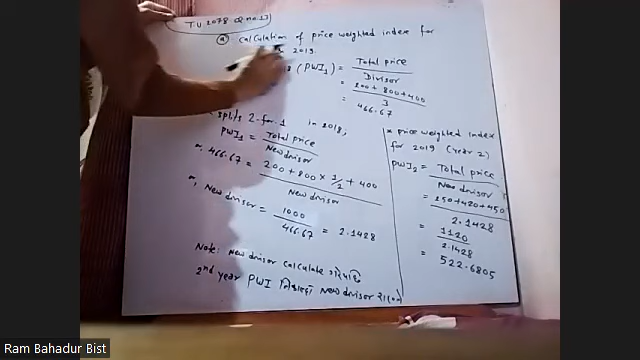 T.U. 2078 Q.no.13
(a) calculation of price weighted index for
2019.
(PWI₁) = Total price
Divisor
= 200 + 800 + 400
3
= 466.67
splits 2-for-1 in 2018,
PWI₁ = Total price
New divisor
or, 466.67 = 200 + 800 × 1/2 + 400
New divisor
or, New divisor = 1000
466.67
= 2.1428
Note: New divisor calculate
2nd year PWI New divisor
* price weighted index
for 2019 (year 2)
PWI₂ = Total price
New divisor
= 250 + 420 + 450
2.1428
= 1120
2.1428
= 522.6805
Ram Bahadur Bist